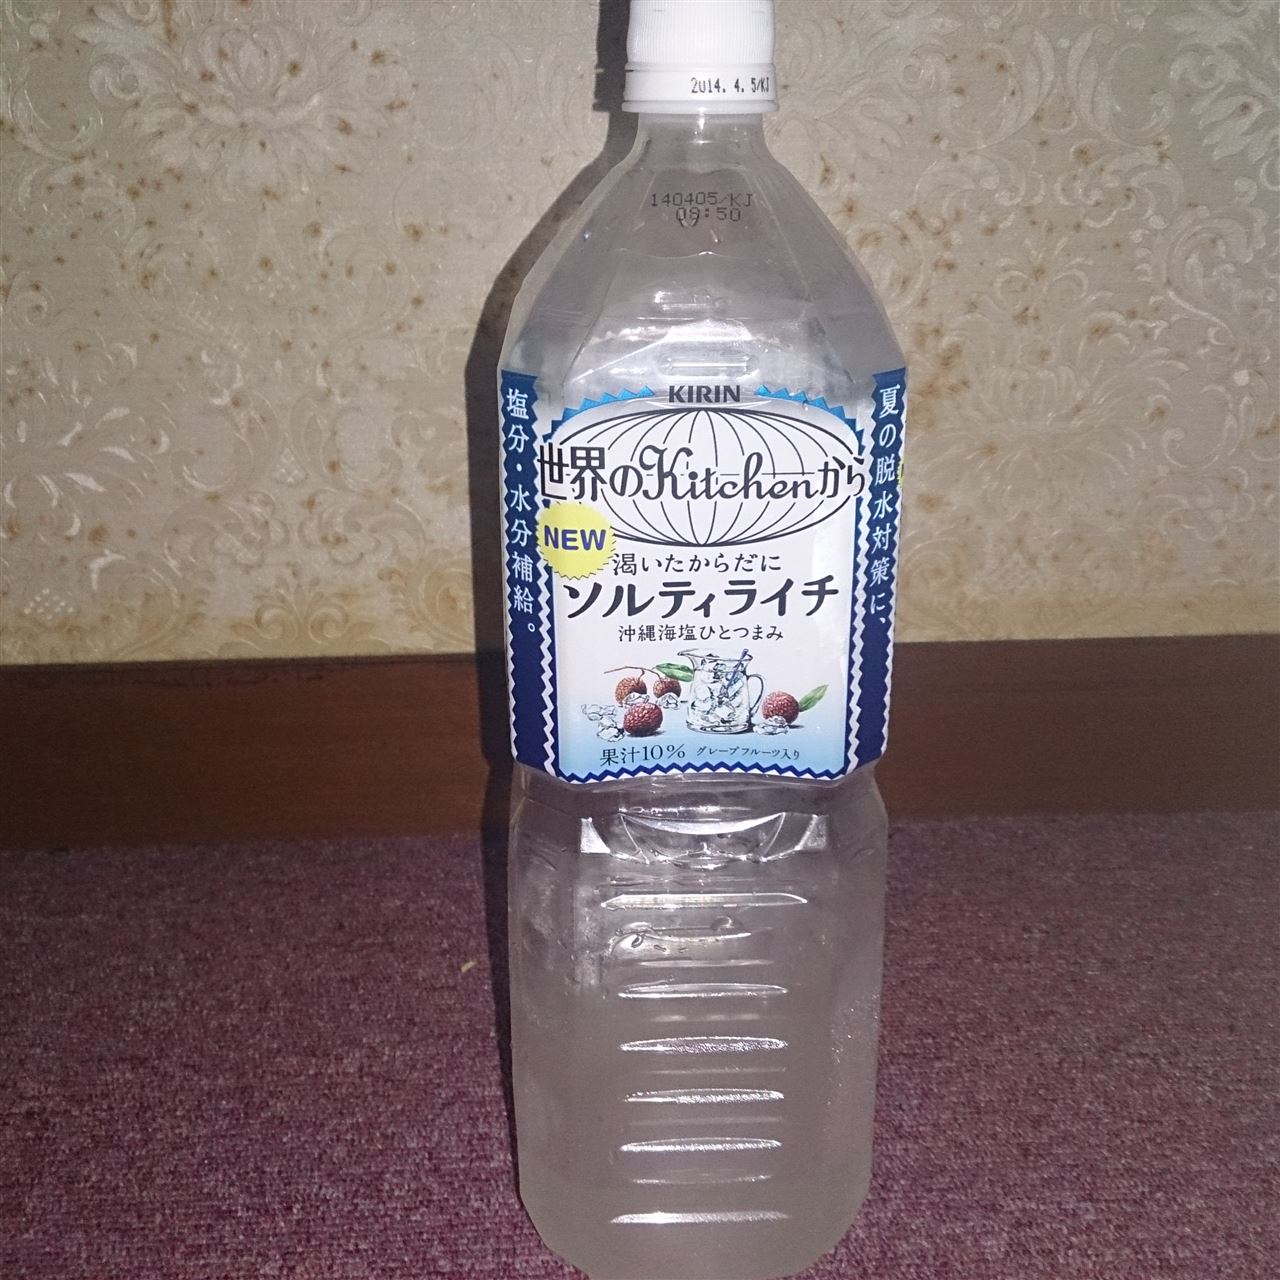 2014. 4. 5/KJ
140405/KJ
08:50
KIRIN
世界のKitchenから
NEW
渇いたからだに
ソルティライチ
沖縄海塩ひとつまみ
果汁10% グレープフルーツ入り
夏の脱水対策に、
塩分・水分補給。